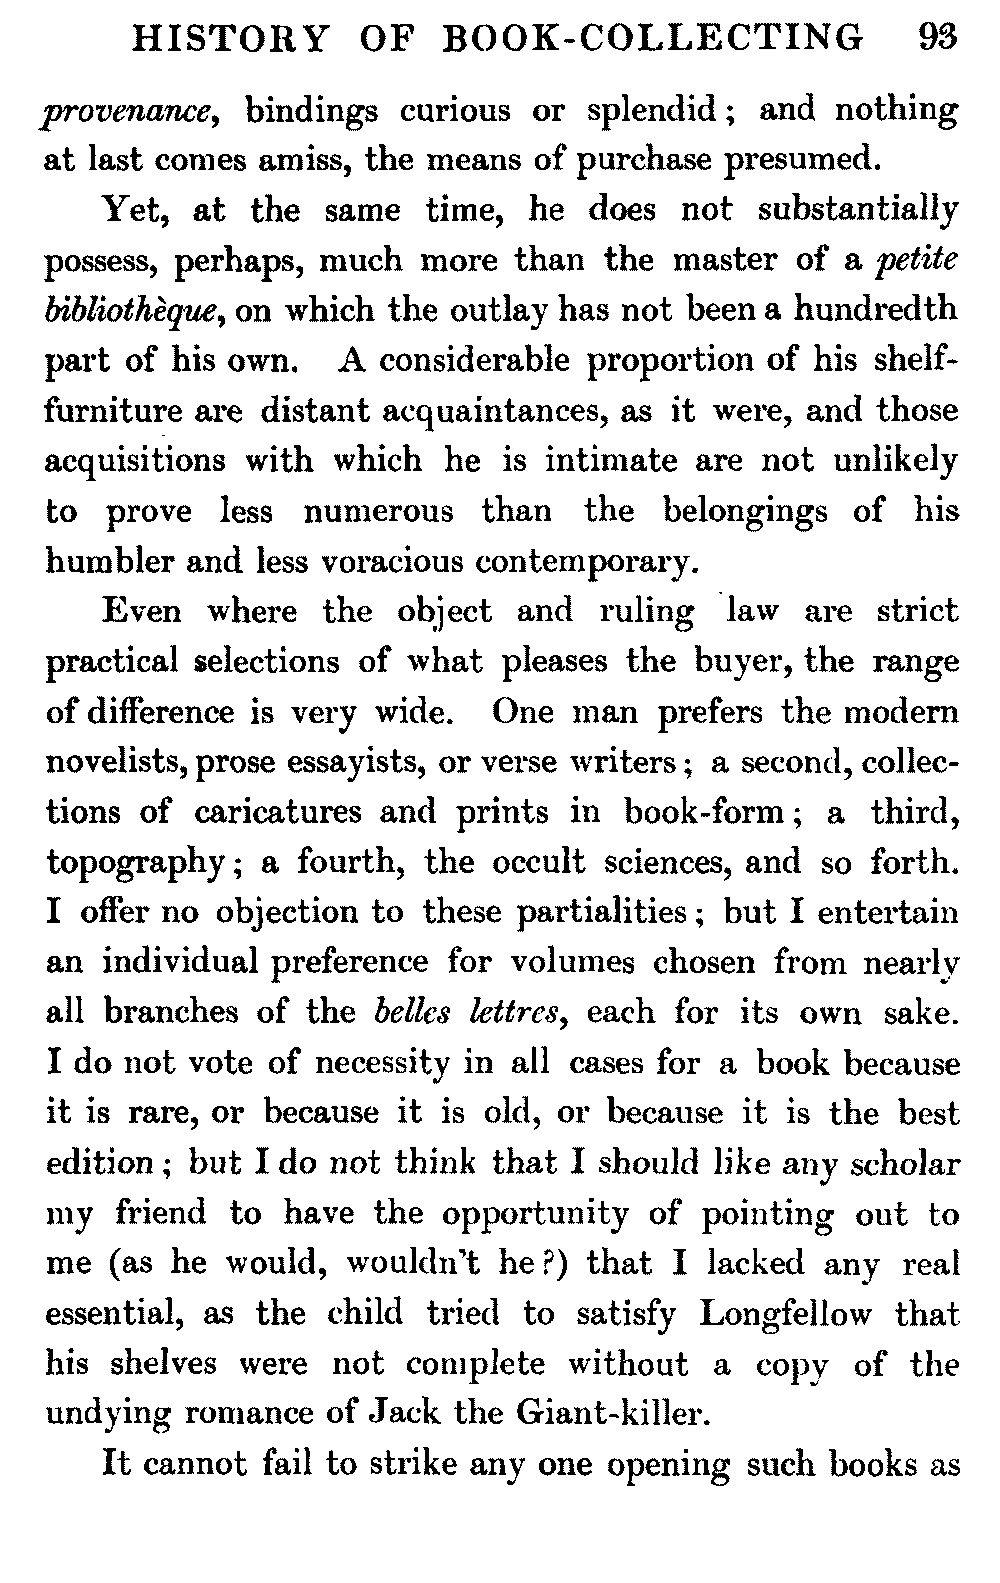 HISTORY OF BOOK-COLLECTING 93
provenance, bindings curious or splendid; and nothing
at last comes amiss, the means of purchase presumed.
Yet, at the same time, he does not substantially
possess, perhaps, much more than the master of a petite
bibliothèque, on which the outlay has not been a hundredth
part of his own. A considerable proportion of his shelf-
furniture are distant acquaintances, as it were, and those
acquisitions with which he is intimate are not unlikely
to prove less numerous than the belongings of his
humbler and less voracious contemporary.
Even where the object and ruling law are strict
practical selections of what pleases the buyer, the range
of difference is very wide. One man prefers the modern
novelists, prose essayists, or verse writers; a second, collec-
tions of caricatures and prints in book-form; a third,
topography; a fourth, the occult sciences, and so forth.
I offer no objection to these partialities; but I entertain
an individual preference for volumes chosen from nearly
all branches of the belles lettres, each for its own sake.
I do not vote of necessity in all cases for a book because
it is rare, or because it is old, or because it is the best
edition; but I do not think that I should like any scholar
my friend to have the opportunity of pointing out to
me (as he would, wouldn't he?) that I lacked any real
essential, as the child tried to satisfy Longfellow that
his shelves were not complete without a copy of the
undying romance of Jack the Giant-killer.
It cannot fail to strike any one opening such books as